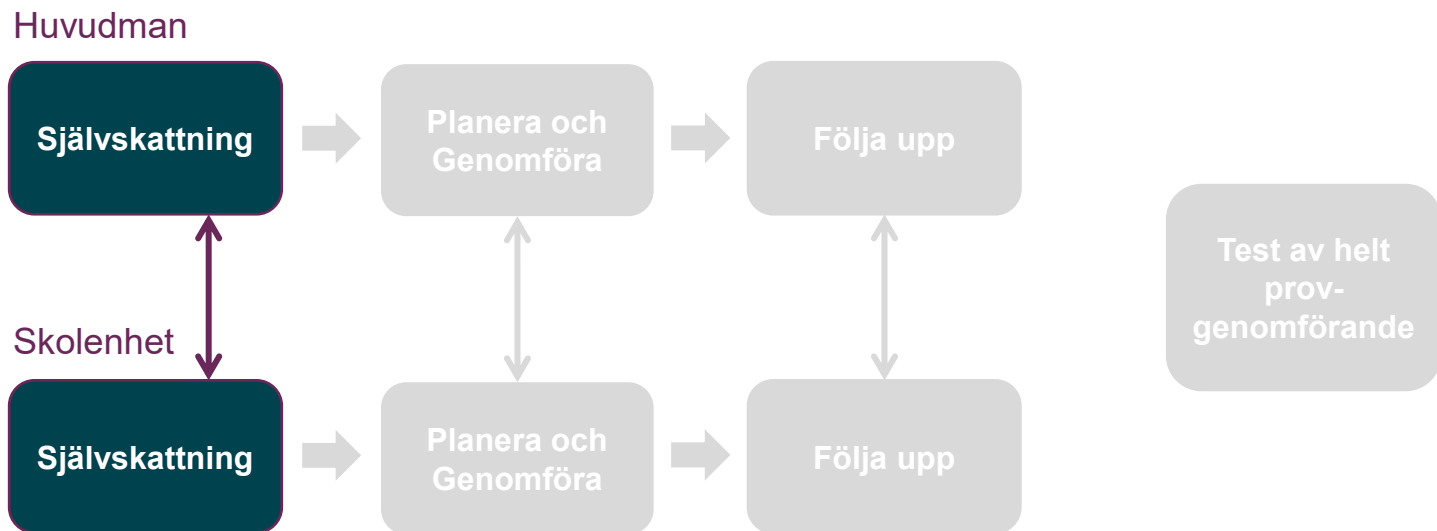 Huvudman
Självskattning
Planera och
Genomföra
Följa upp
Test av helt
prov-
genomförande
Skolenhet
Självskattning
Planera och
Genomföra
Följa upp